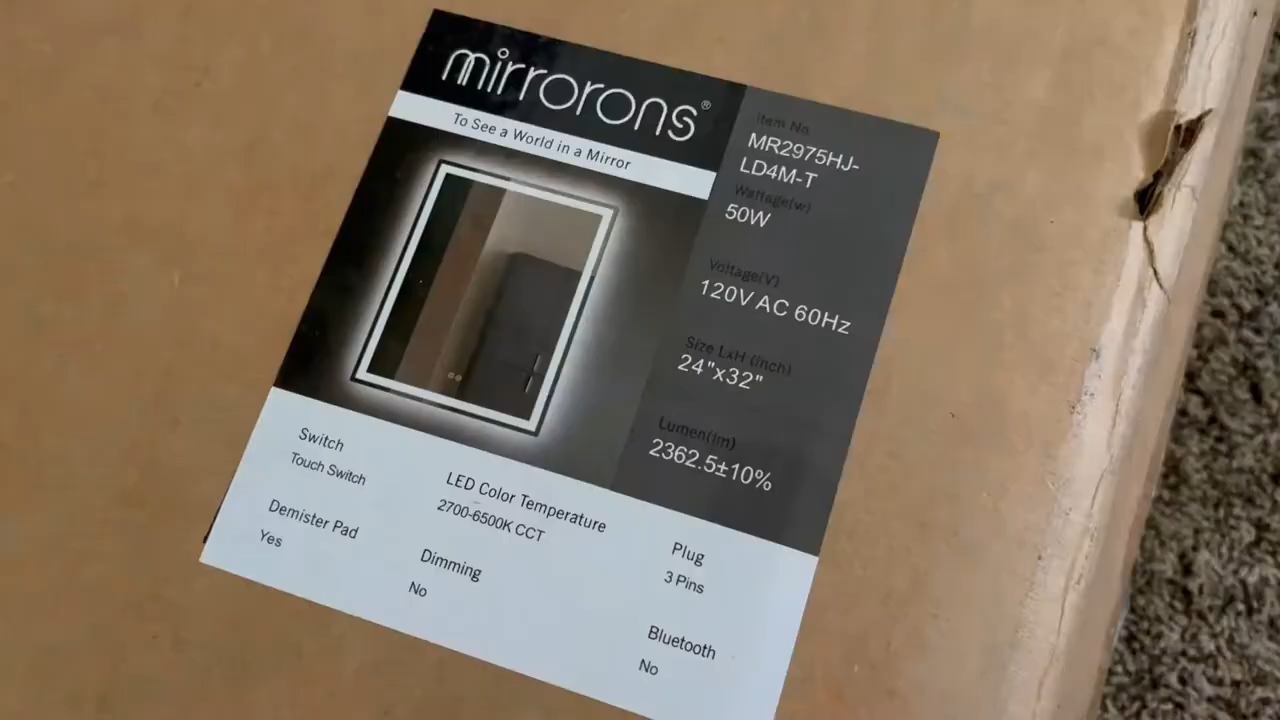 mirrorons®
To See a World in a Mirror
Item No.
MR2975HJ-
LD4M-T
Wattage(w)
50W
Voltage(V)
120V AC 60Hz
Size LxH (inch)
24"x32"
Lumen(lm)
2362.5±10%
Switch
Touch Switch
Demister Pad
Yes
LED Color Temperature
2700-6500K CCT
Dimming
No
Plug
3 Pins
Bluetooth
No